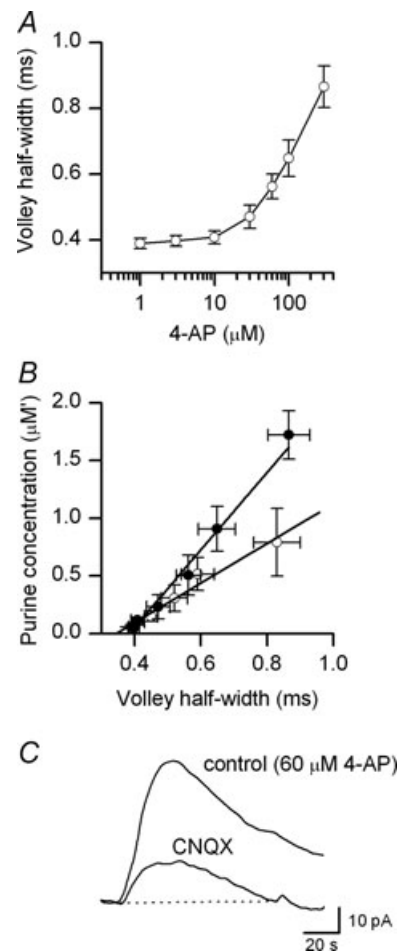 A
Volley half-width (ms)
1.0
0.8
0.6
0.4
1
10
100
4-AP (μM)
B
Purine concentration (μM')
2.0
1.5
1.0
0.5
0.0
0.4
0.6
0.8
1.0
Volley half-width (ms)
C
control (60 μM 4-AP)
CNQX
10 pA
20 s